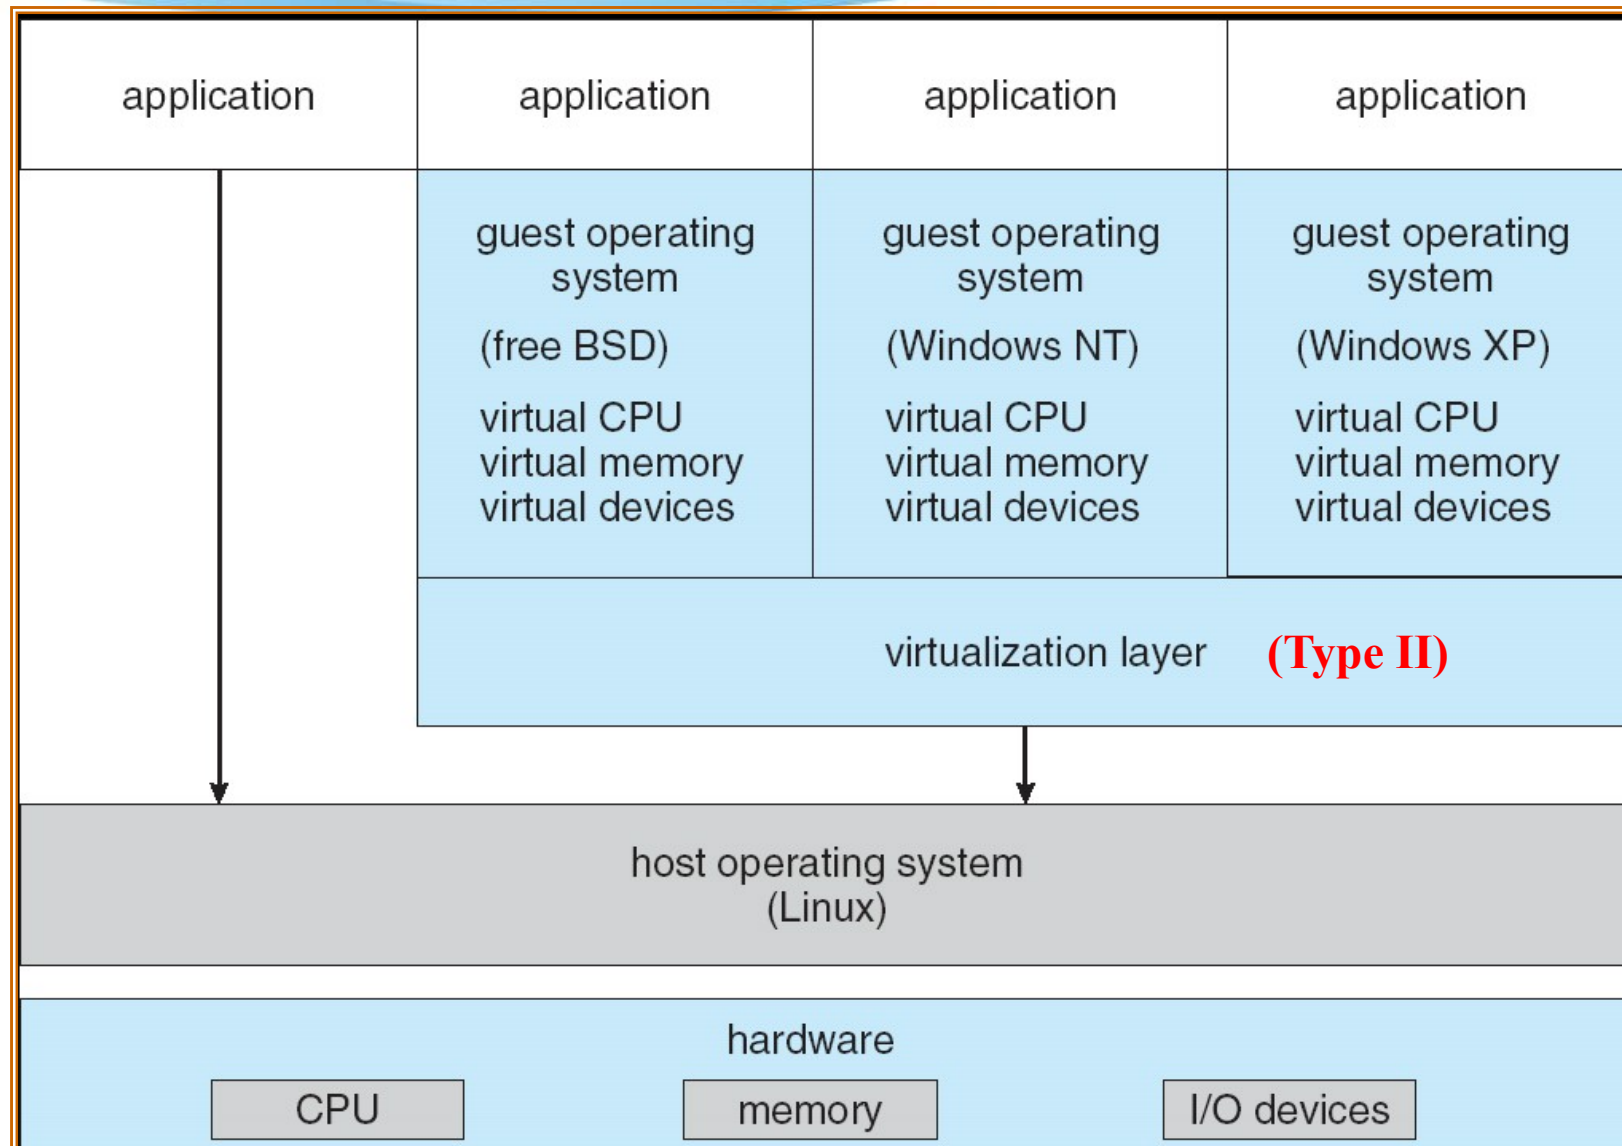 application
application
application
application
guest operating
system
(free BSD)
virtual CPU
virtual memory
virtual devices
guest operating
system
(Windows NT)
virtual CPU
virtual memory
virtual devices
guest operating
system
(Windows XP)
virtual CPU
virtual memory
virtual devices
virtualization layer (Type II)
host operating system
(Linux)
hardware
CPU
memory
I/O devices